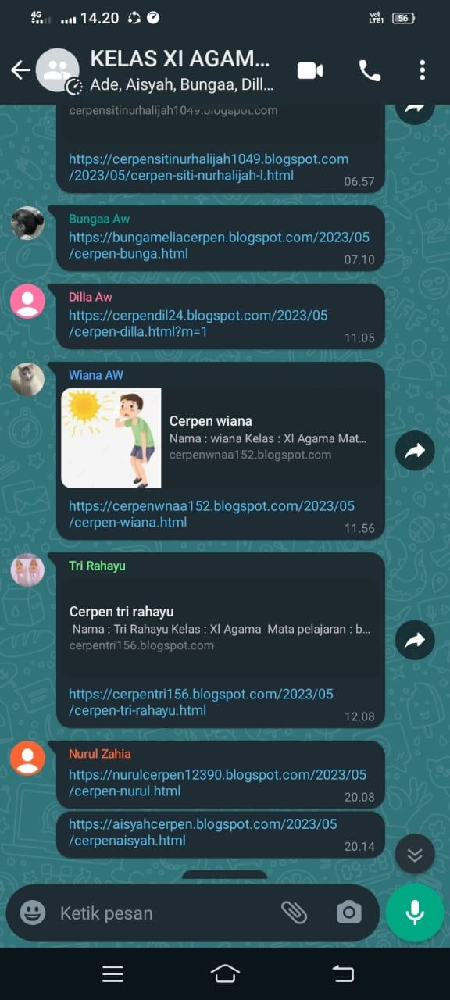 4G 14.20 VoLTE1 56
KELAS XI AGAM...
Ade, Aisyah, Bungaa, Dill...
cerpensitinurhalijah1049.blogspot.com
https://cerpensitinurhalijah1049.blogspot.com
/2023/05/cerpen-siti-nurhalijah-l.html
06.57
Bungaa Aw
https://bungameliacerpen.blogspot.com/2023/05
/cerpen-bunga.html
07.10
Dilla Aw
https://cerpendil24.blogspot.com/2023/05
/cerpen-dilla.html?m=1
11.05
Wiana AW
Cerpen wiana
Nama : wiana Kelas : Xl Agama Mat...
cerpenwnaa152.blogspot.com
https://cerpenwnaa152.blogspot.com/2023/05
/cerpen-wiana.html
11.56
Tri Rahayu
Cerpen tri rahayu
Nama : Tri Rahayu Kelas : Xl Agama Mata pelajaran : b...
cerpentri156.blogspot.com
https://cerpentri156.blogspot.com/2023/05
/cerpen-tri-rahayu.html
12.08
Nurul Zahia
https://nurulcerpen12390.blogspot.com/2023/05
/cerpen-nurul.html
20.08
https://aisyahcerpen.blogspot.com/2023/05
/cerpenaisyah.html
20.14
Ketik pesan